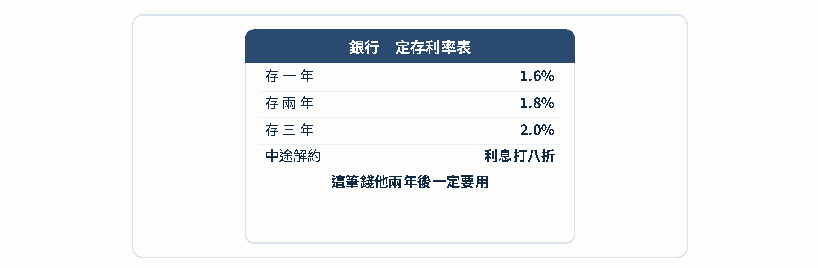 銀行　定存利率表
存一年　1.6%
存兩年　1.8%
存三年　2.0%
中途解約　利息打八折
這筆錢他兩年後一定要用